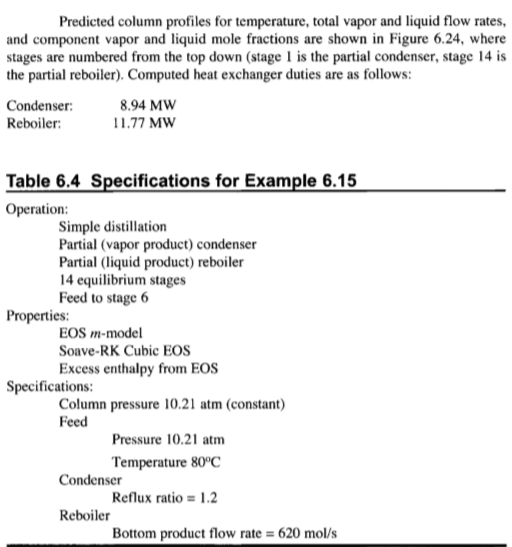 Predicted column profiles for temperature, total vapor and liquid flow rates,
and component vapor and liquid mole fractions are shown in Figure 6.24, where
stages are numbered from the top down (stage 1 is the partial condenser, stage 14 is
the partial reboiler). Computed heat exchanger duties are as follows:
Condenser: 8.94 MW
Reboiler: 11.77 MW
Table 6.4 Specifications for Example 6.15
Operation:
Simple distillation
Partial (vapor product) condenser
Partial (liquid product) reboiler
14 equilibrium stages
Feed to stage 6
Properties:
EOS m-model
Soave-RK Cubic EOS
Excess enthalpy from EOS
Specifications:
Column pressure 10.21 atm (constant)
Feed
Pressure 10.21 atm
Temperature 80ºC
Condenser
Reflux ratio = 1.2
Reboiler
Bottom product flow rate = 620 mol/s